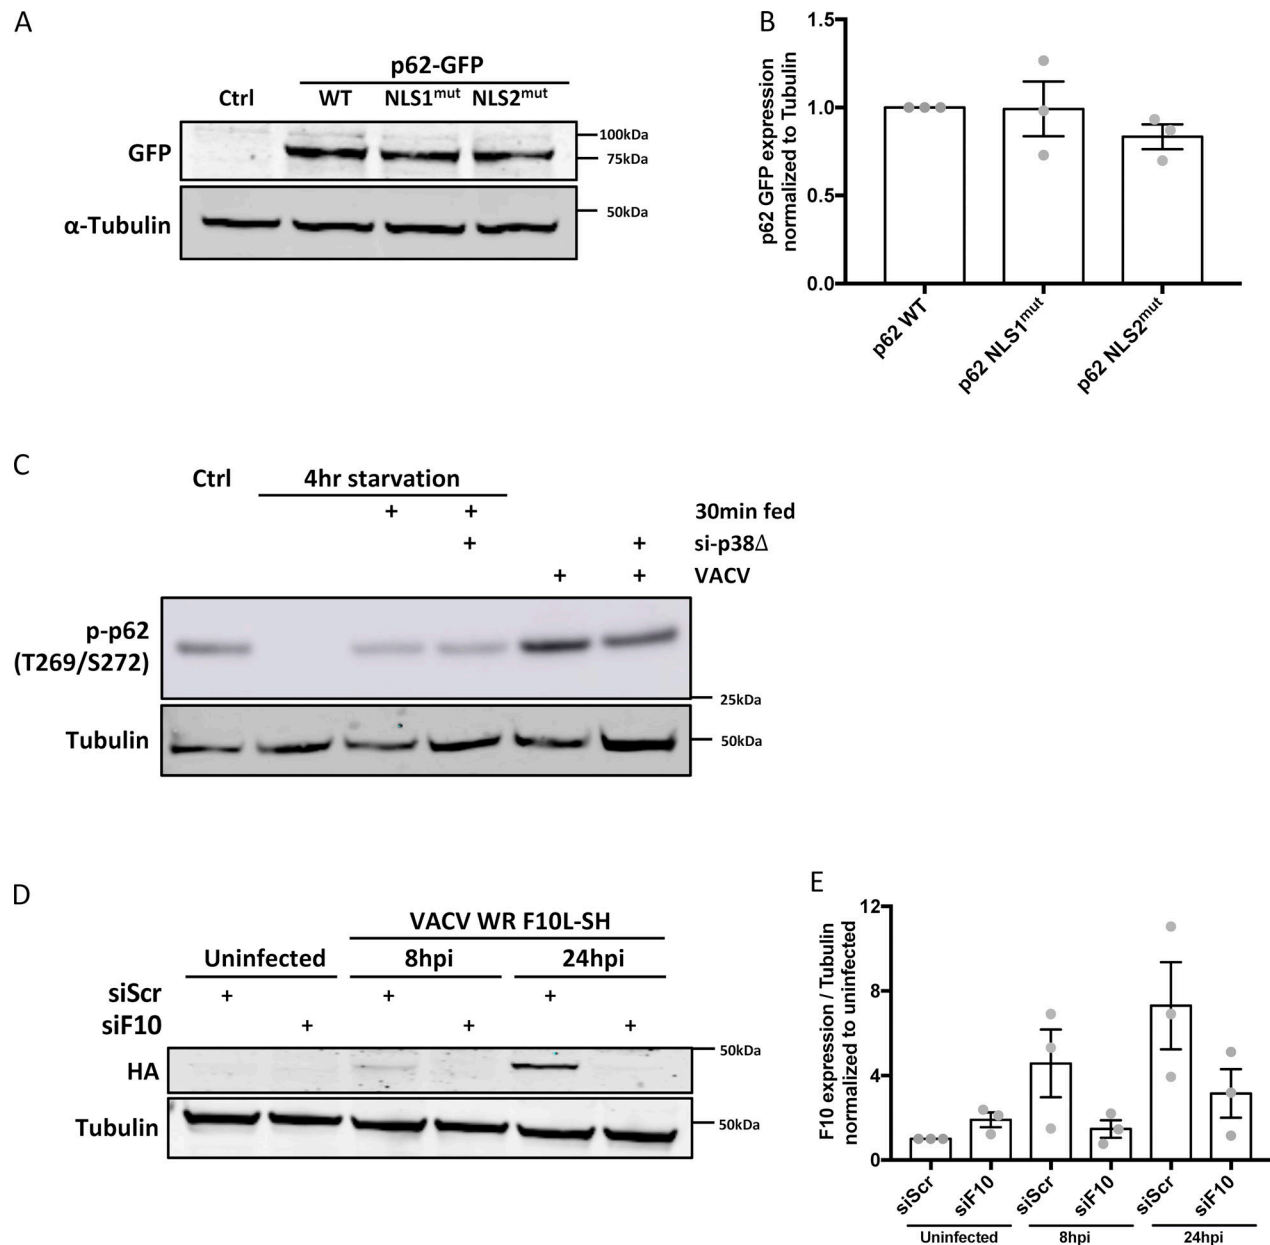 A
p62-GFP
Ctrl WT NLS1mut NLS2mut
GFP
100kDa
75kDa
α-Tubulin
50kDa
B
p62 GFP expression
normalized to Tubulin
1.5
1.0
0.5
0.0
p62 WT
p62 NLS1mut
p62 NLS2mut
C
Ctrl 4hr starvation
+ + 30min fed
+ + si-p38Δ
+ + VACV
p-p62
(T269/S272)
25kDa
Tubulin
50kDa
D
VACV WR F10L-SH
Uninfected 8hpi 24hpi
siScr + + +
siF10 + + +
HA
50kDa
Tubulin
50kDa
E
F10 expression / Tubulin
normalized to uninfected
12
8
4
0
siScr siF10 siScr siF10 siScr siF10
Uninfected 8hpi 24hpi